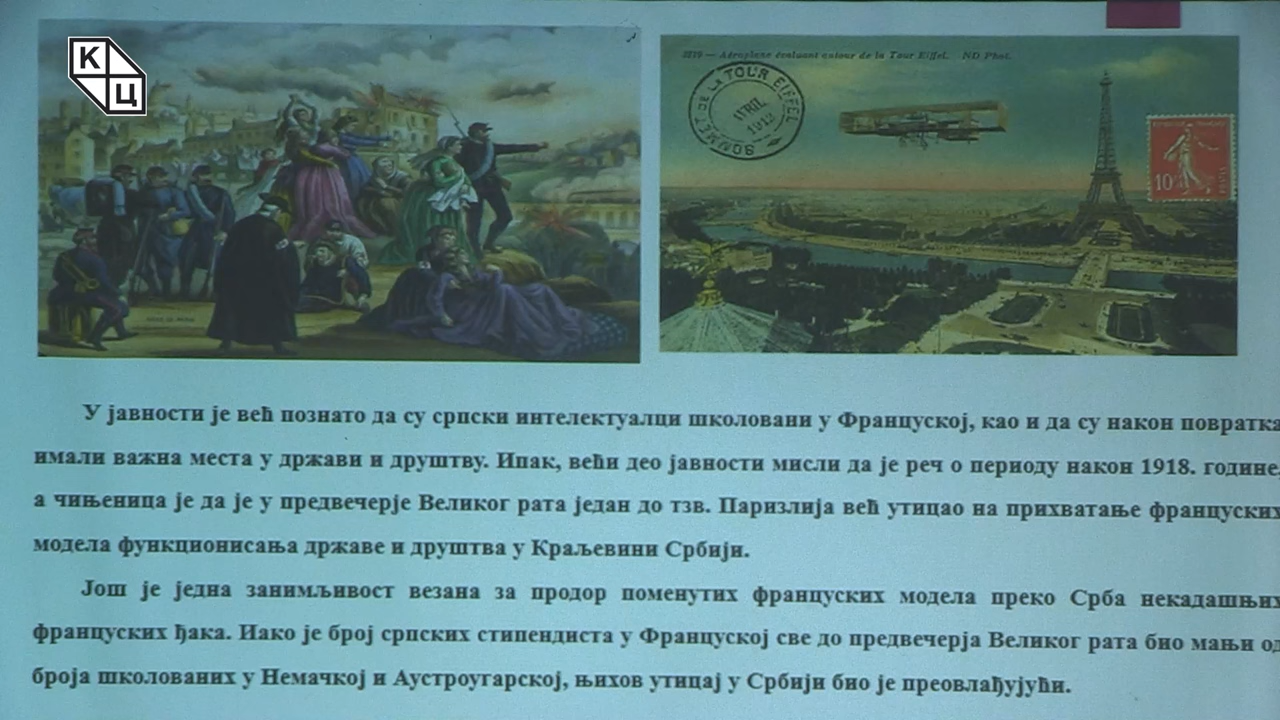 К
Ц
3779 — Aéroplane évoluant autour de la Tour Eiffel. ND Phot.
SOMMET DE LA TOUR EIFFEL
AVRIL
1912
10
У јавности је већ познато да су српски интелектуалци школовани у Француској, као и да су након повратка
имали важна места у држави и друштву. Ипак, већи део јавности мисли да је реч о периоду након 1918. године,
а чињеница је да је у предвечерје Великог рата један до тзв. Паризлија већ утицао на прихватање француских
модела функционисања државе и друштва у Краљевини Србији.
Још је једна занимљивост везана за продор поменутих француских модела преко Срба некадашњих
француских ђака. Иако је број српских стипендиста у Француској све до предвечерја Великог рата био мањи од
броја школованих у Немачкој и Аустроугарској, њихов утицај у Србији био је преовлађујући.